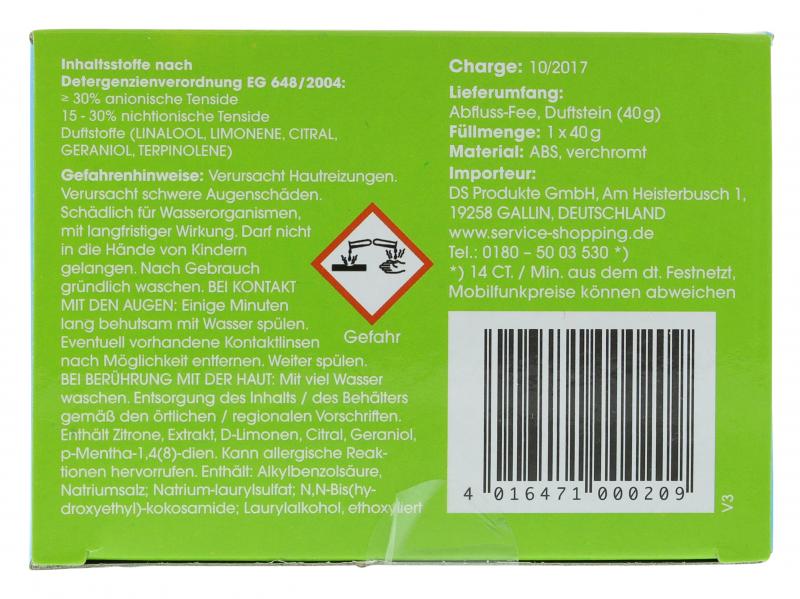 Inhaltsstoffe nach
Detergenzienverordnung EG 648/2004:
≥ 30% anionische Tenside
15 - 30% nichtionische Tenside
Duftstoffe (LINALOOL, LIMONENE, CITRAL,
GERANIOL, TERPINOLENE)
Gefahrenhinweise: Verursacht Hautreizungen.
Verursacht schwere Augenschäden.
Schädlich für Wasserorganismen,
mit langfristiger Wirkung. Darf nicht
in die Hände von Kindern
gelangen. Nach Gebrauch
gründlich waschen. BEI KONTAKT
MIT DEN AUGEN: Einige Minuten
lang behutsam mit Wasser spülen.
Eventuell vorhandene Kontaktlinsen
nach Möglichkeit entfernen. Weiter spülen.
BEI BERÜHRUNG MIT DER HAUT: Mit viel Wasser
waschen. Entsorgung des Inhalts / des Behälters
gemäß den örtlichen / regionalen Vorschriften.
Enthält Zitrone, Extrakt, D-Limonen, Citral, Geraniol,
p-Mentha-1,4(8)-dien. Kann allergische Reak-
tionen hervorrufen. Enthält: Alkylbenzolsäure,
Natriumsalz; Natrium-laurylsulfat; N,N-Bis(hy-
droxyethyl)-kokosamide; Laurylalkohol, ethoxyliert
Gefahr
Charge: 10/2017
Lieferumfang:
Abfluss-Fee, Duftstein (40 g)
Füllmenge: 1 x 40 g
Material: ABS, verchromt
Importeur:
DS Produkte GmbH, Am Heisterbusch 1,
19258 GALLIN, DEUTSCHLAND
www.service-shopping.de
Tel.: 0180 - 50 03 530 *)
*) 14 CT. / Min. aus dem dt. Festnetz,
Mobilfunkpreise können abweichen
4 016471 000209
V3